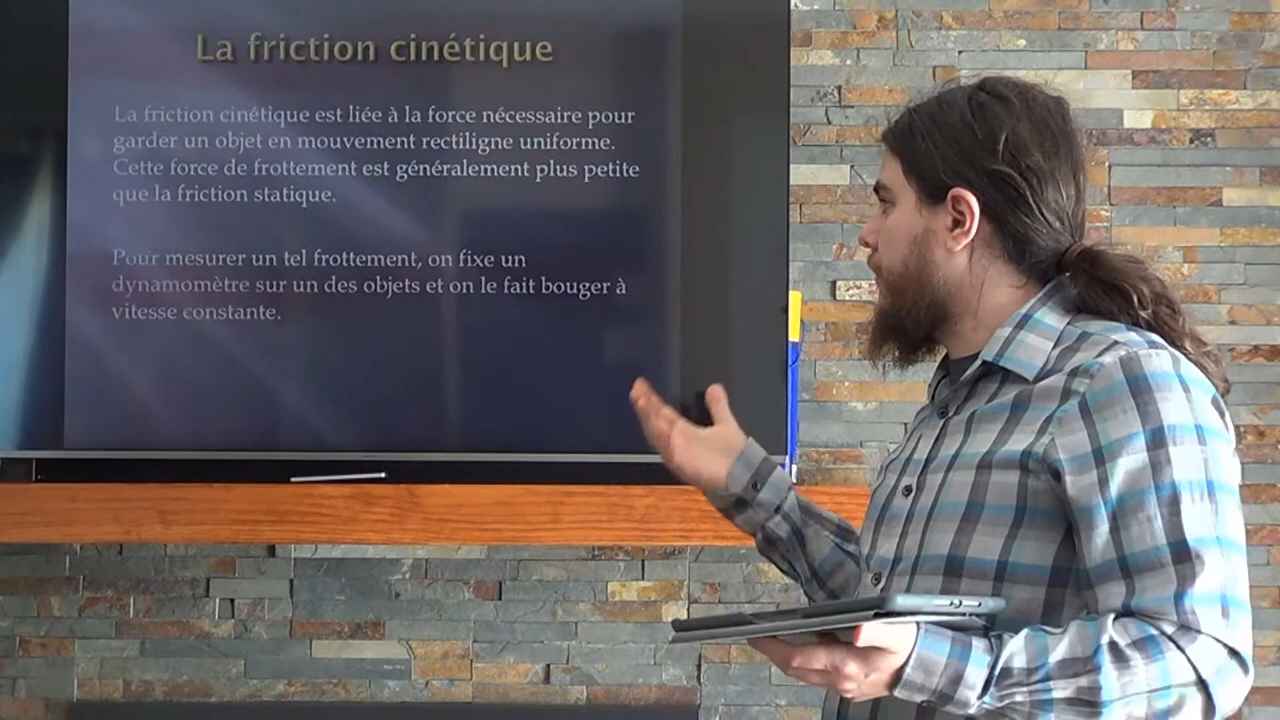 La friction cinétique
La friction cinétique est liée à la force nécessaire pour
garder un objet en mouvement rectiligne uniforme.
Cette force de frottement est généralement plus petite
que la friction statique.
Pour mesurer un tel frottement, on fixe un
dynamomètre sur un des objets et on le fait bouger à
vitesse constante.